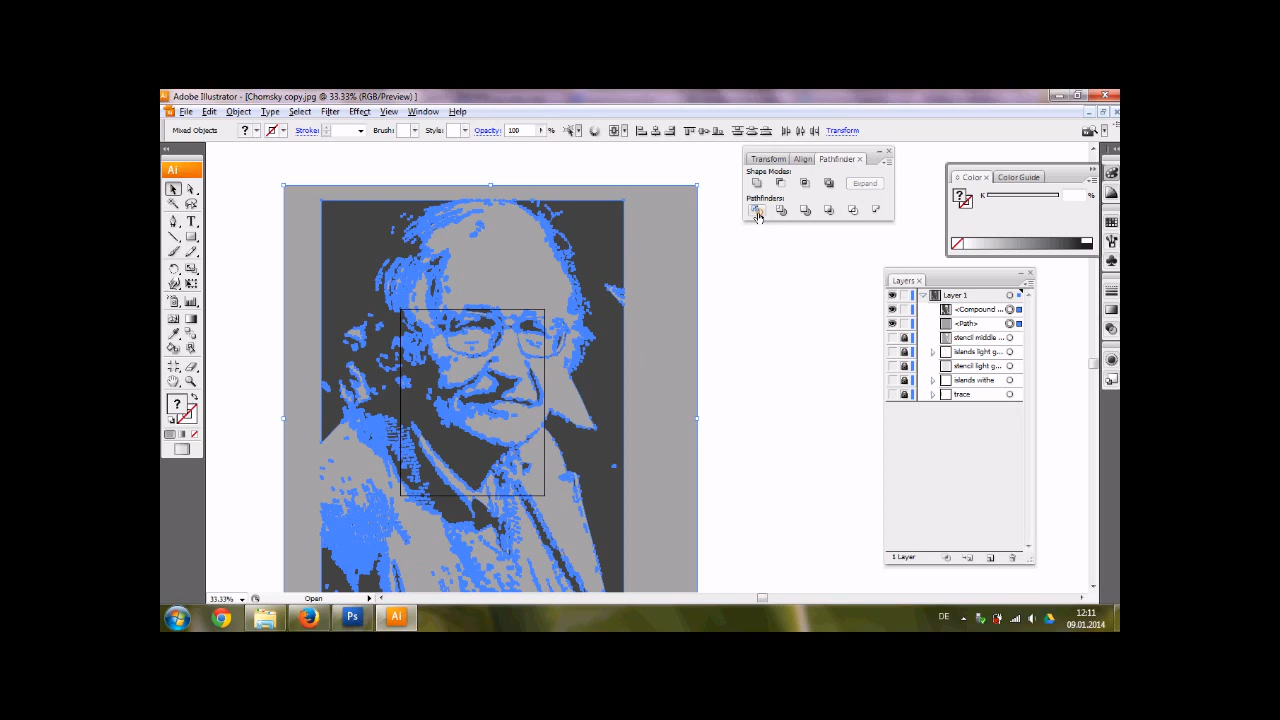 Adobe Illustrator - [Chomsky copy.jpg @ 33.33% (RGB/Preview) ]
File Edit Object Type Select Filter Effect View Window Help
Mixed Objects ? Stroke: Brush: Style: Opacity: 100 % Transform
Transform Align Pathfinder ×
Shape Modes:
Expand
Pathfinders:
Color × Color Guide
? K %
Ai
T
Layers ×
Layer 1
<Compound ...
<Path>
stencil middle ...
islands light g...
stencil light g...
islands withe
trace
?
1 Layer
33.33% Open
Ps Ai DE 12:11
09.01.2014